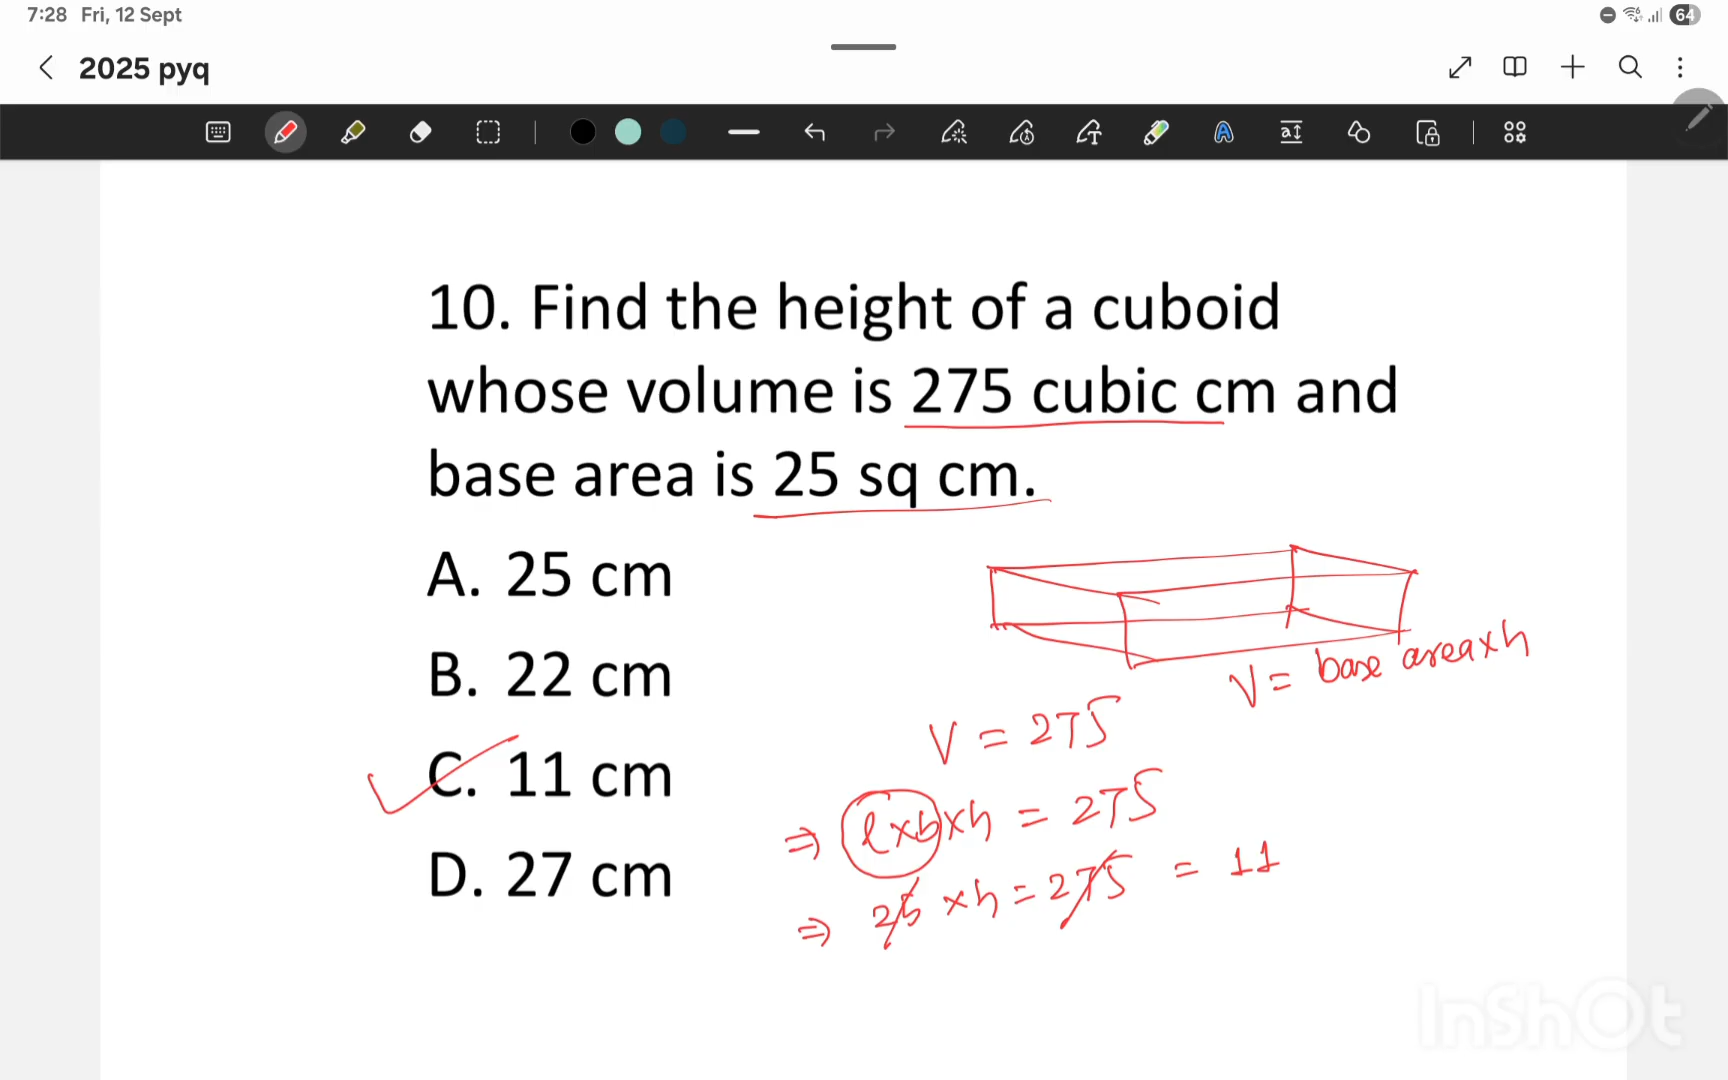 7:28 Fri, 12 Sept
64
2025 pyq
10. Find the height of a cuboid
whose volume is 275 cubic cm and
base area is 25 sq cm.
A. 25 cm
B. 22 cm
C. 11 cm
D. 27 cm
V = base area x h
V = 275
⇒ l x b x h = 275
⇒ 25 x h = 275 = 11
InShOt